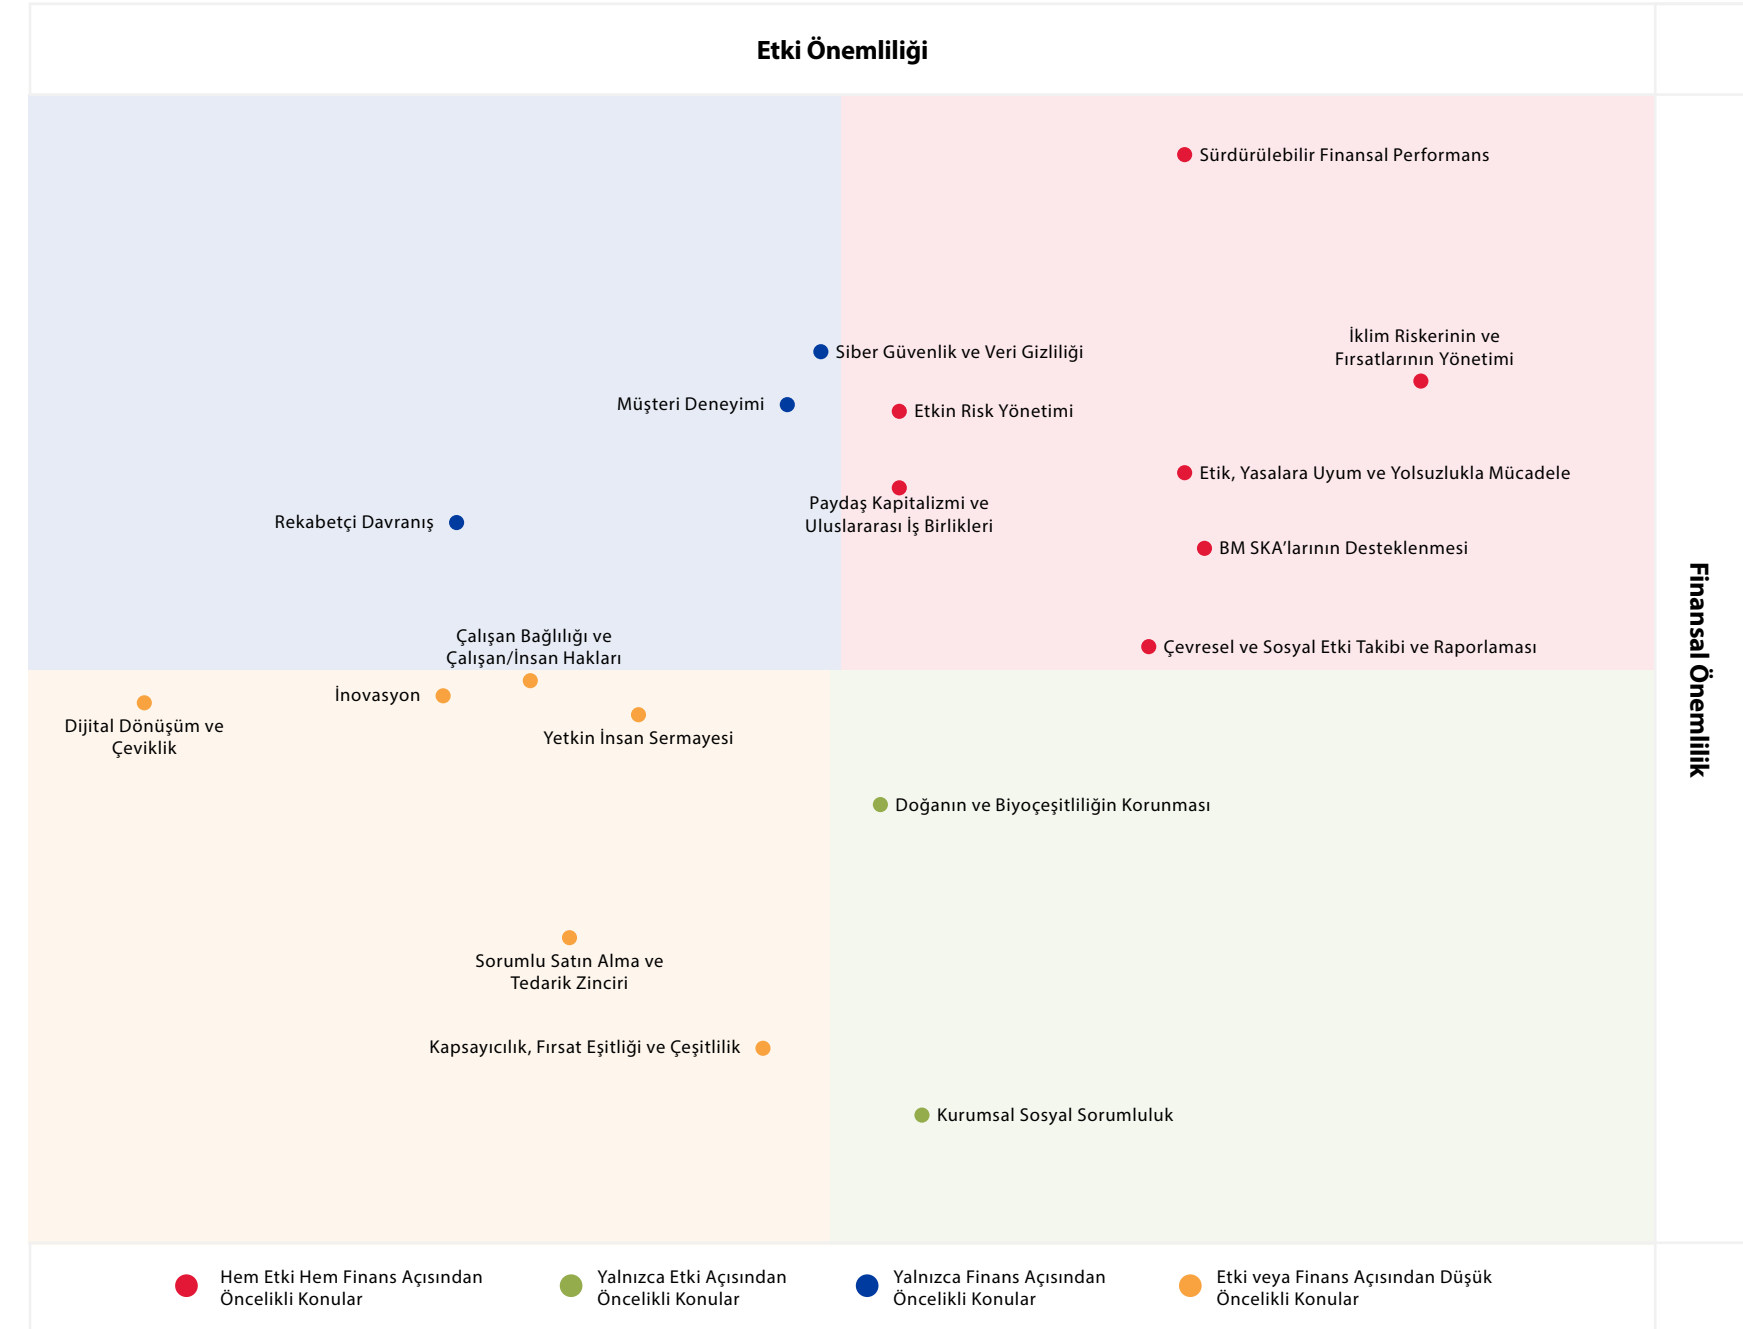 Etki Önemliliği
Sürdürülebilir Finansal Performans
İklim Riskerinin ve
Fırsatlarının Yönetimi
Siber Güvenlik ve Veri Gizliliği
Müşteri Deneyimi
Etkin Risk Yönetimi
Etik, Yasalara Uyum ve Yolsuzlukla Mücadele
Paydaş Kapitalizmi ve
Uluslararası İş Birlikleri
Rekabetçi Davranış
BM SKA’larının Desteklenmesi
Finansal Önemlilik
Çalışan Bağlılığı ve
Çalışan/İnsan Hakları
Çevresel ve Sosyal Etki Takibi ve Raporlaması
İnovasyon
Dijital Dönüşüm ve
Çeviklik
Yetkin İnsan Sermayesi
Doğanın ve Biyoçeşitliliğin Korunması
Sorumlu Satın Alma ve
Tedarik Zinciri
Kapsayıcılık, Fırsat Eşitliği ve Çeşitlilik
Kurumsal Sosyal Sorumluluk
Hem Etki Hem Finans Açısından
Öncelikli Konular
Yalnızca Etki Açısından
Öncelikli Konular
Yalnızca Finans Açısından
Öncelikli Konular
Etki veya Finans Açısından Düşük
Öncelikli Konular